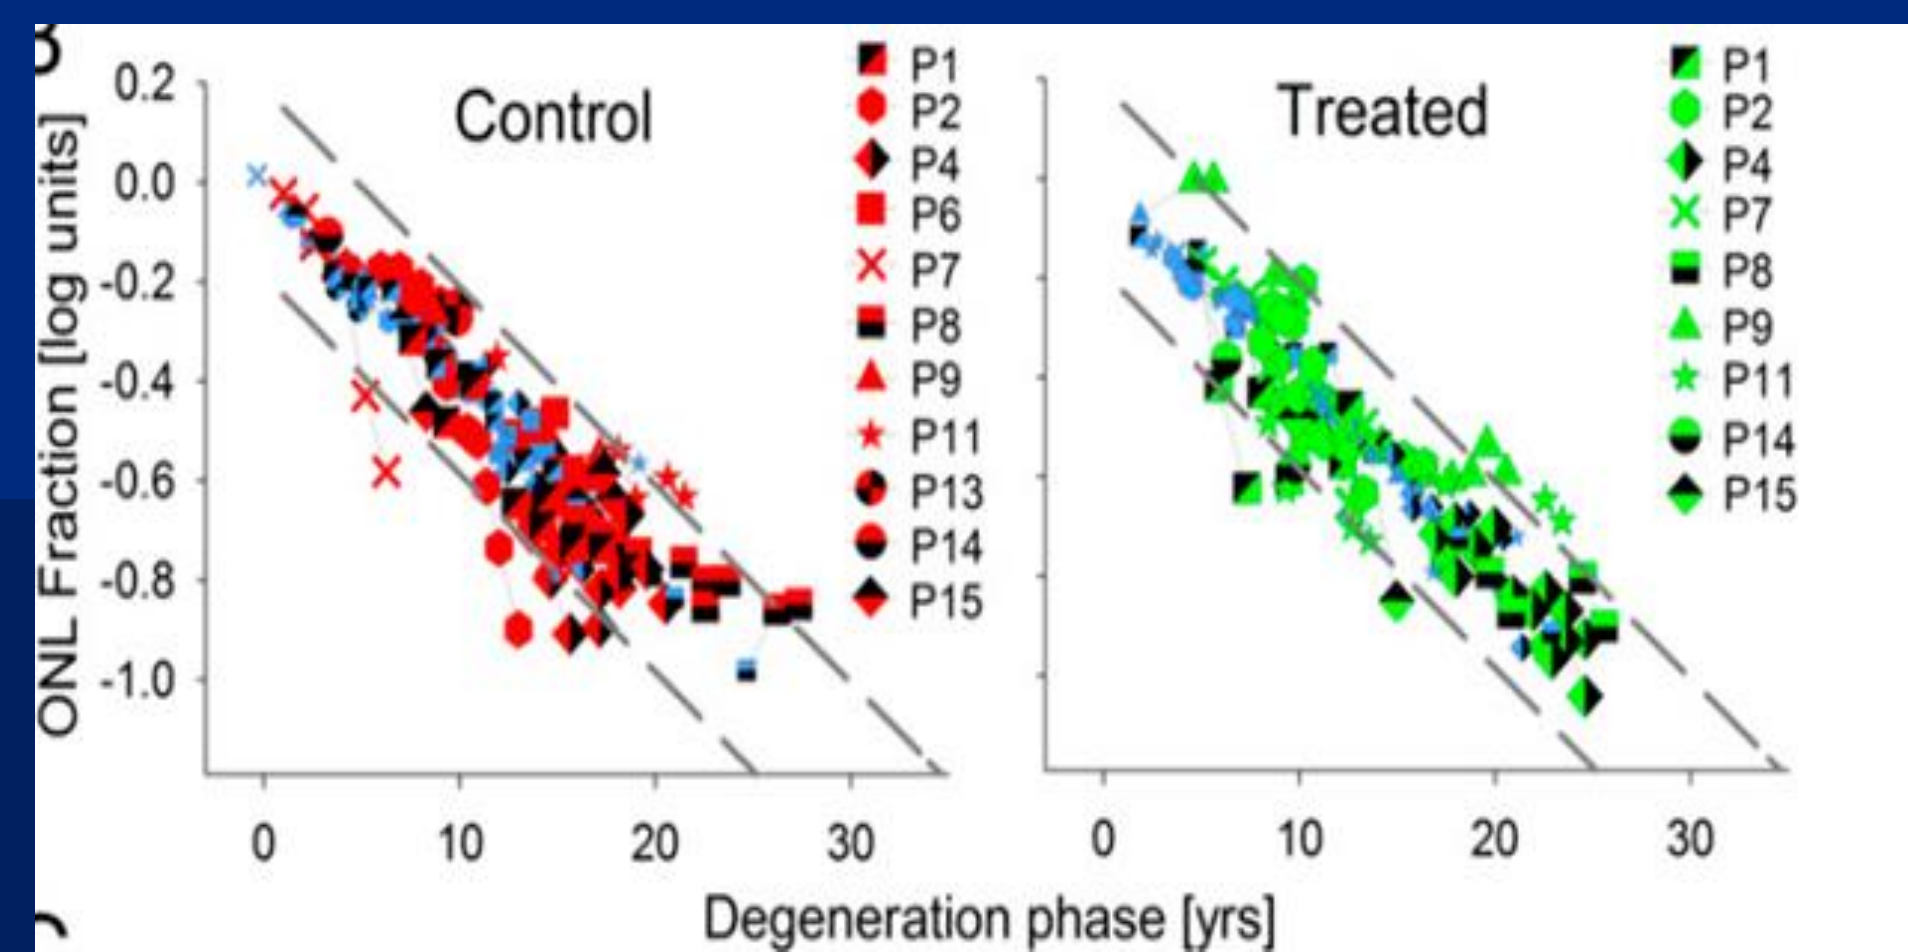 B
Control
Treated
ONL Fraction [log units]
0.2
0.0
-0.2
-0.4
-0.6
-0.8
-1.0
P1
P2
P4
P6
P7
P8
P9
P11
P13
P14
P15
P1
P2
P4
P7
P8
P9
P11
P14
P15
0 10 20 30
0 10 20 30
Degeneration phase [yrs]